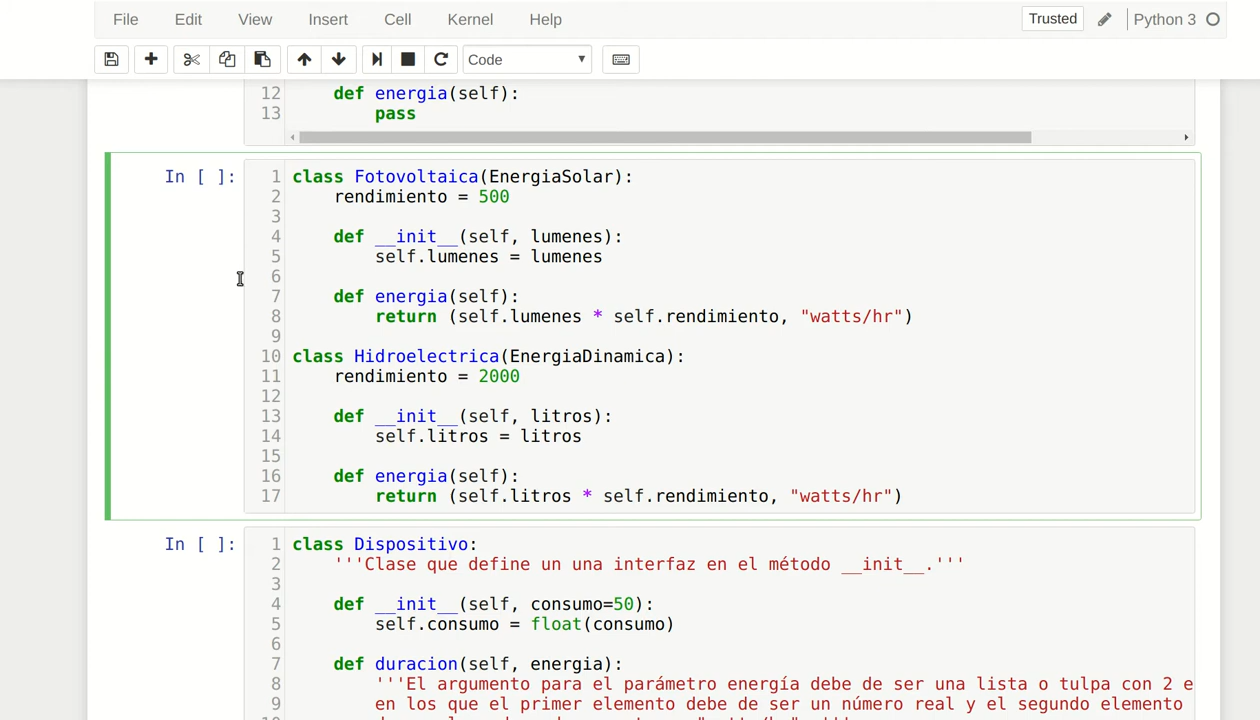 File Edit View Insert Cell Kernel Help Trusted Python 3
Code
12 def energia(self):
13 pass
In [ ]:
1 class Fotovoltaica(EnergiaSolar):
2 rendimiento = 500
3
4 def __init__(self, lumenes):
5 self.lumenes = lumenes
6
7 def energia(self):
8 return (self.lumenes * self.rendimiento, "watts/hr")
9
10 class Hidroelectrica(EnergiaDinamica):
11 rendimiento = 2000
12
13 def __init__(self, litros):
14 self.litros = litros
15
16 def energia(self):
17 return (self.litros * self.rendimiento, "watts/hr")
In [ ]:
1 class Dispositivo:
2 '''Clase que define un una interfaz en el método __init__.'''
3
4 def __init__(self, consumo=50):
5 self.consumo = float(consumo)
6
7 def duracion(self, energia):
8 '''El argumento para el parámetro energía debe de ser una lista o tulpa con 2 e
9 en los que el primer elemento debe de ser un número real y el segundo elemento